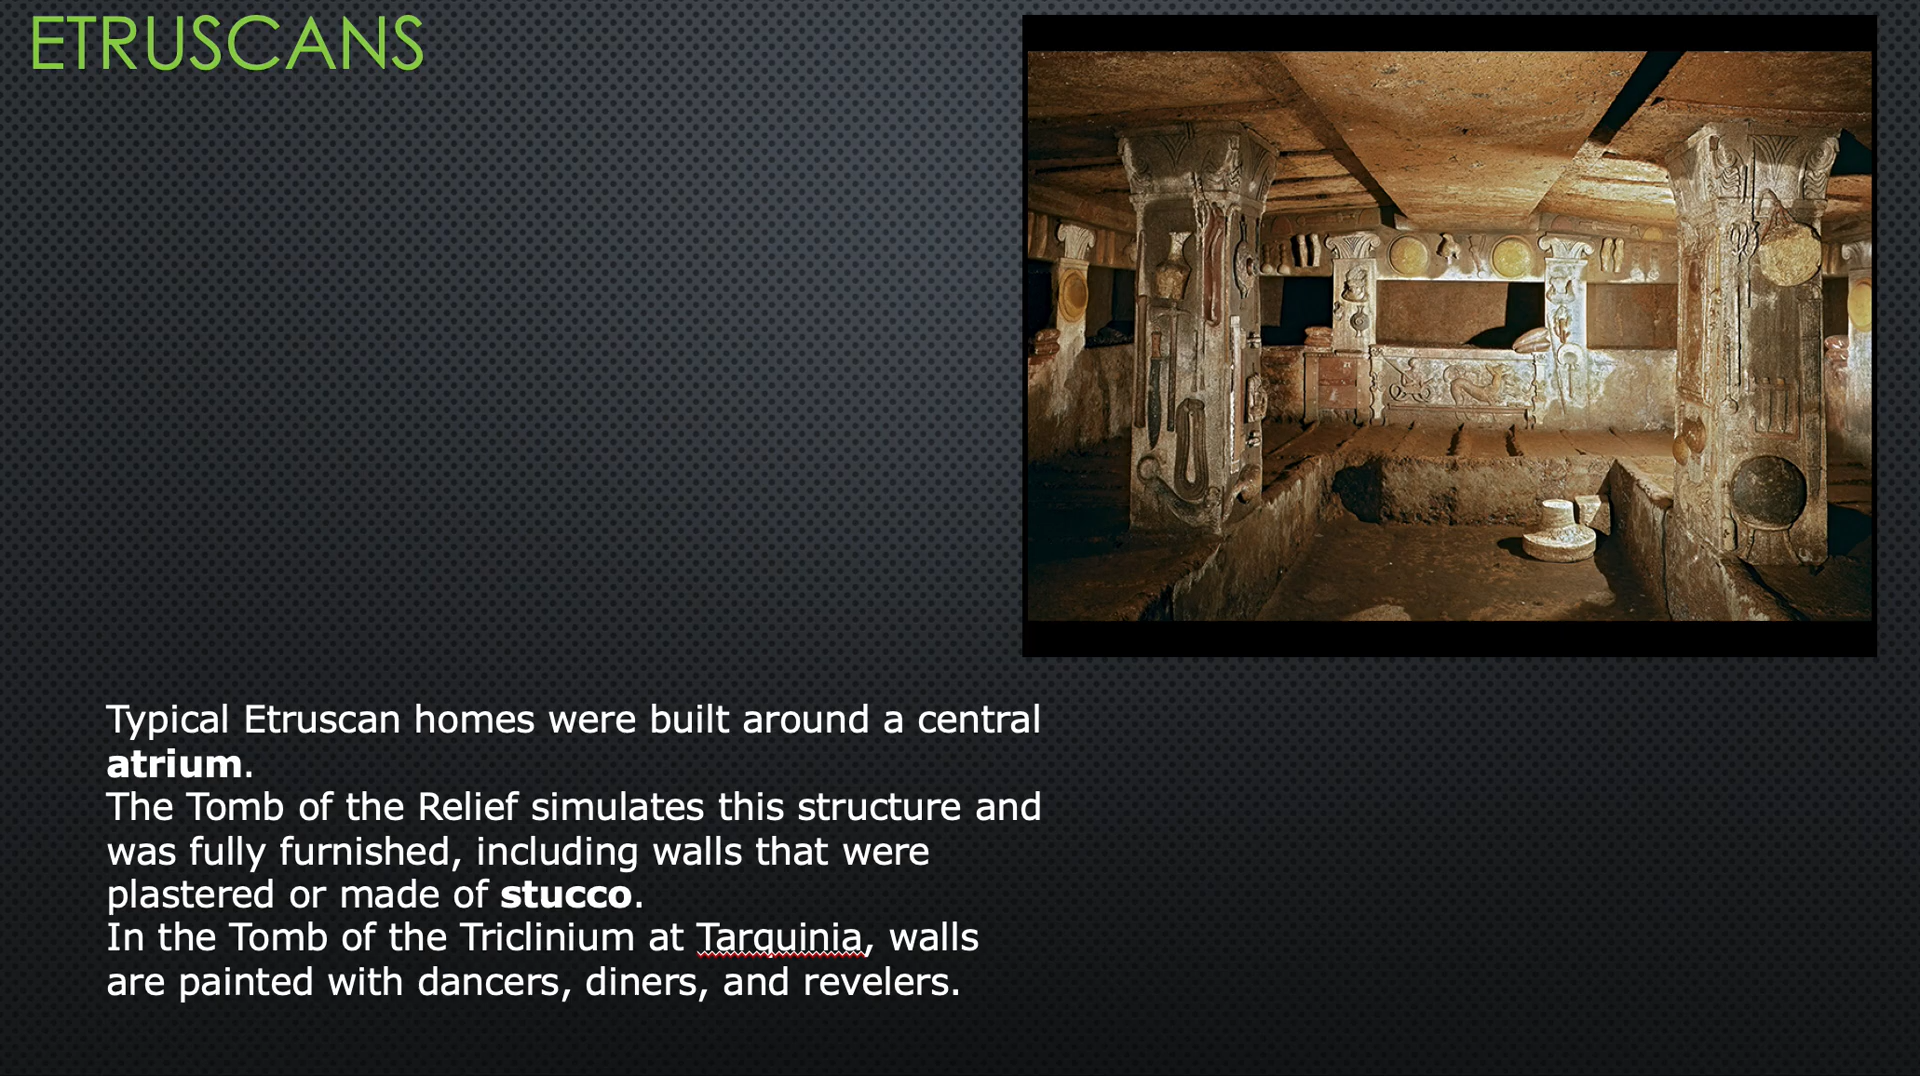 ETRUSCANS
Typical Etruscan homes were built around a central
atrium.
The Tomb of the Relief simulates this structure and
was fully furnished, including walls that were
plastered or made of stucco.
In the Tomb of the Triclinium at Tarquinia, walls
are painted with dancers, diners, and revelers.